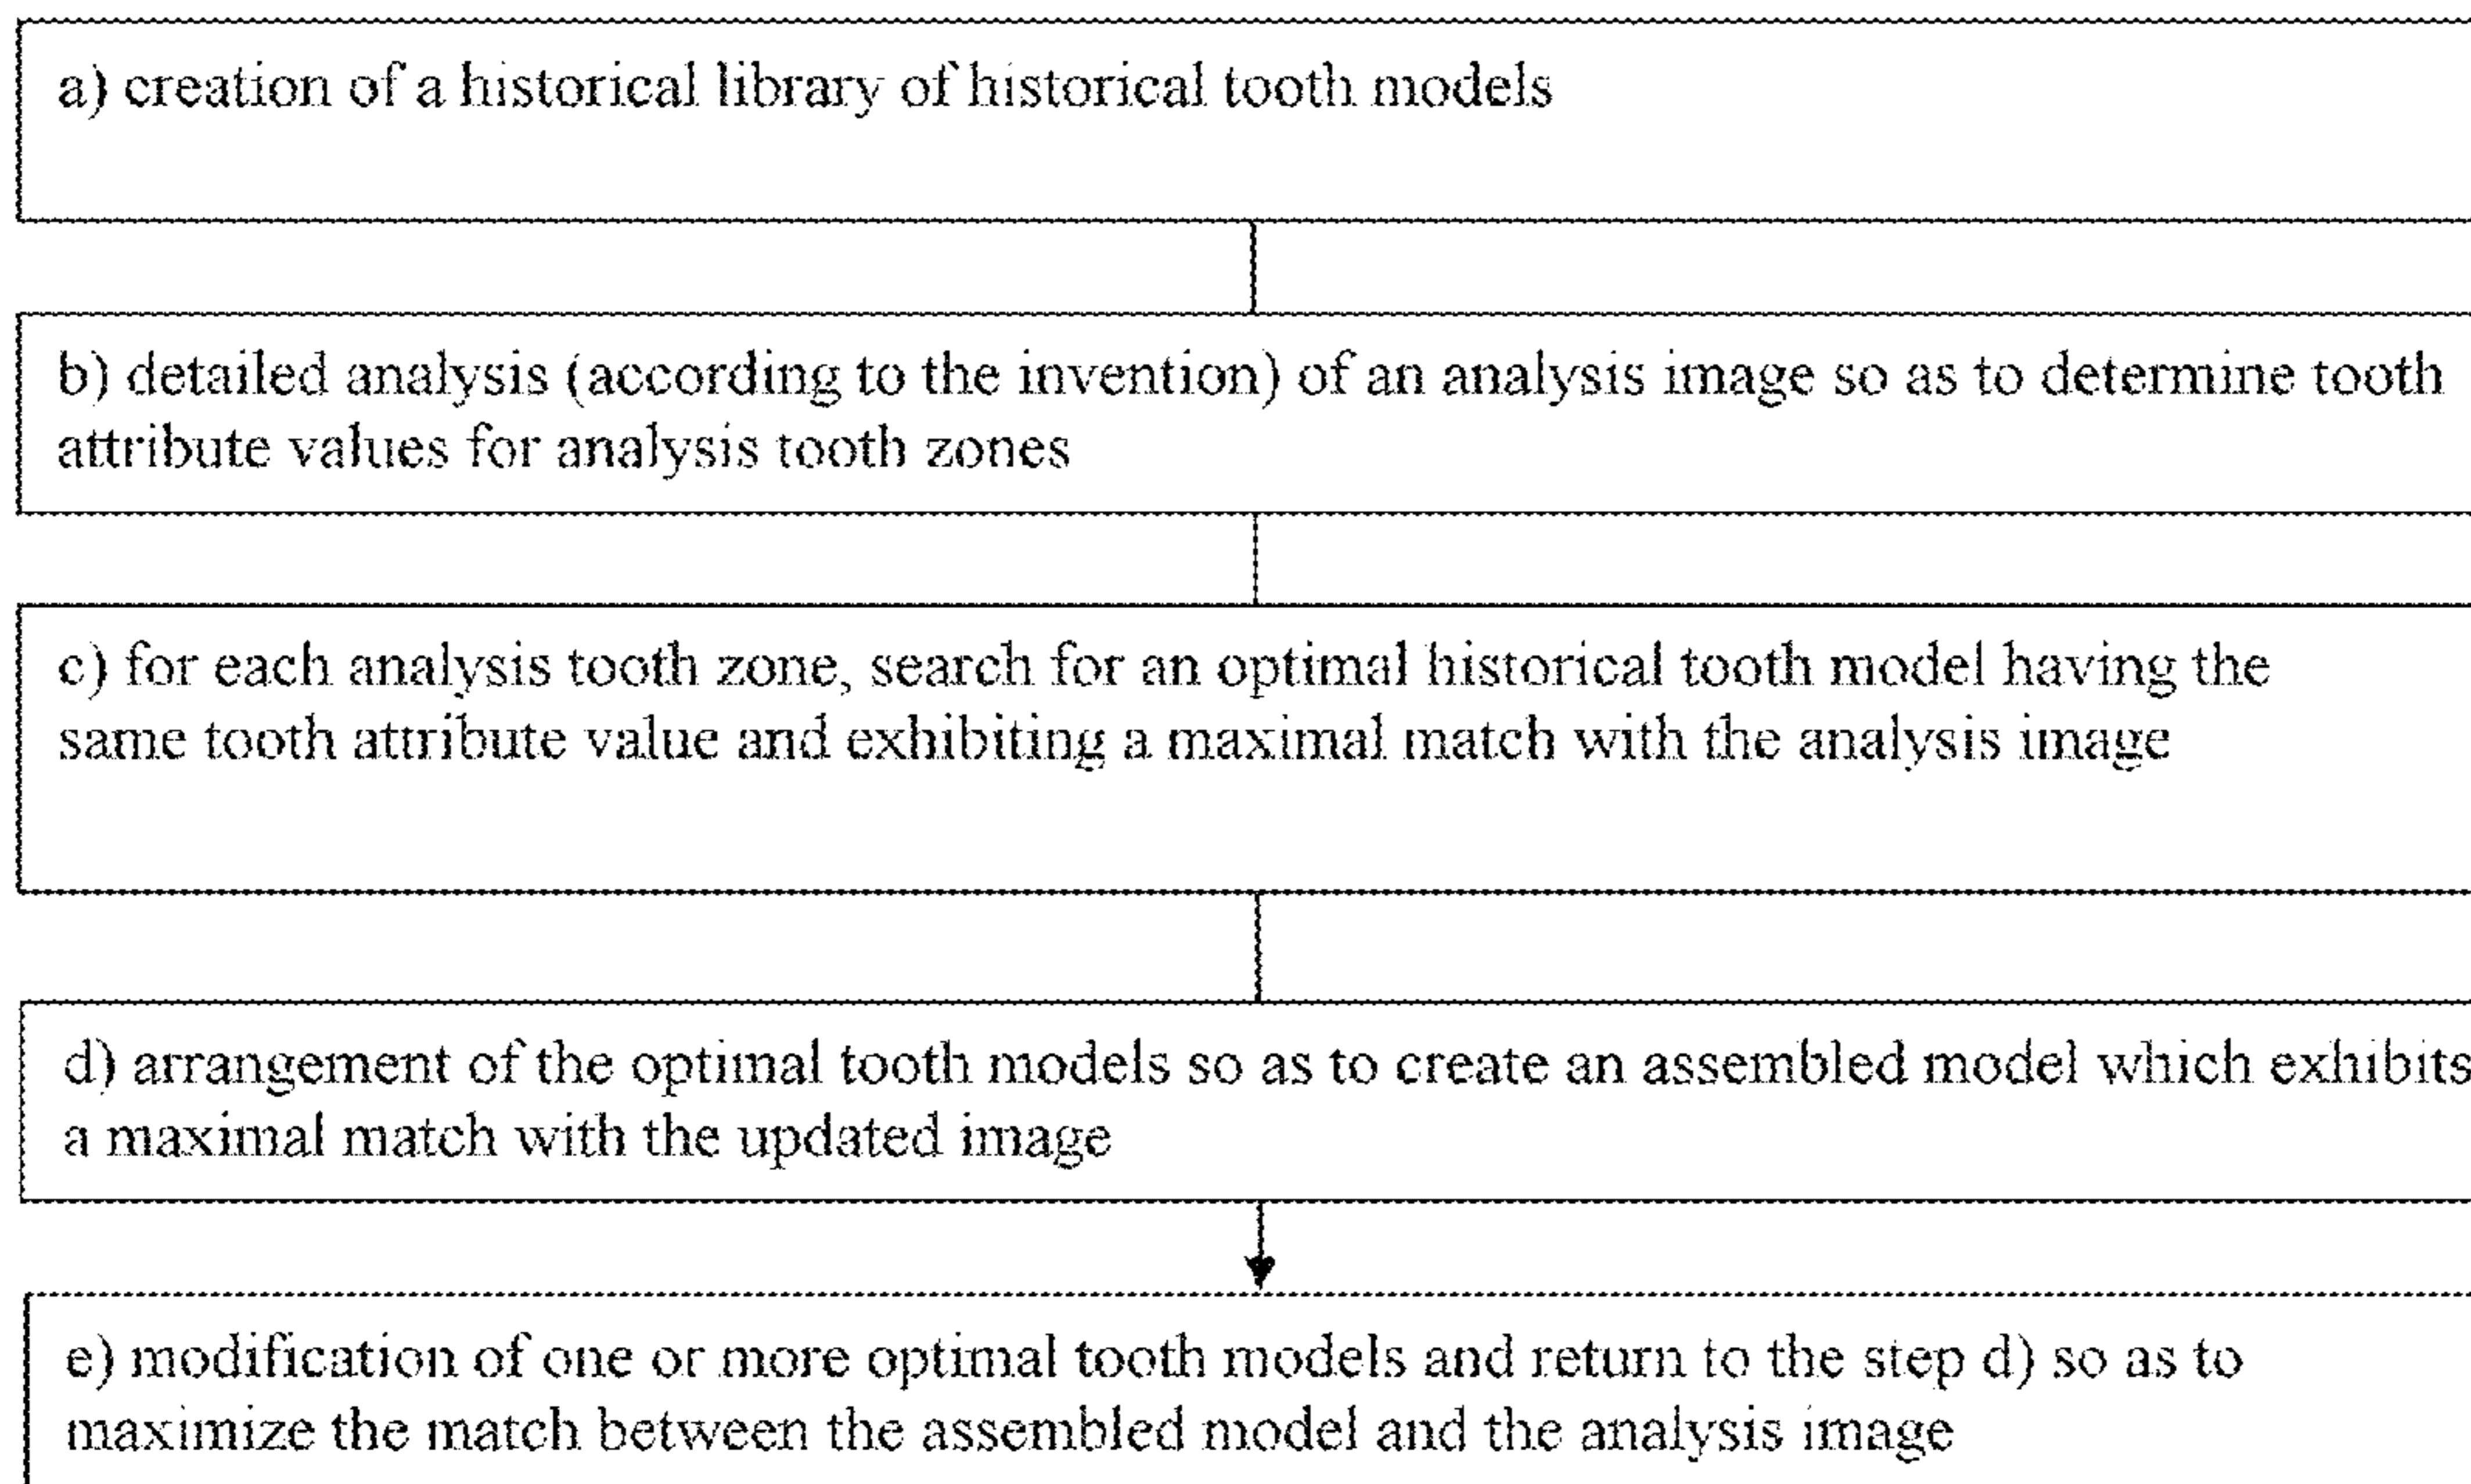 a) creation of a historical library of historical tooth models
b) detailed analysis (according to the invention) of an analysis image so as to determine tooth
attribute values for analysis tooth zones
c) for each analysis tooth zone, search for an optimal historical tooth model having the
same tooth attribute value and exhibiting a maximal match with the analysis image
d) arrangement of the optimal tooth models so as to create an assembled model which exhibits
a maximal match with the updated image
e) modification of one or more optimal tooth models and return to the step d) so as to
maximize the match between the assembled model and the analysis image